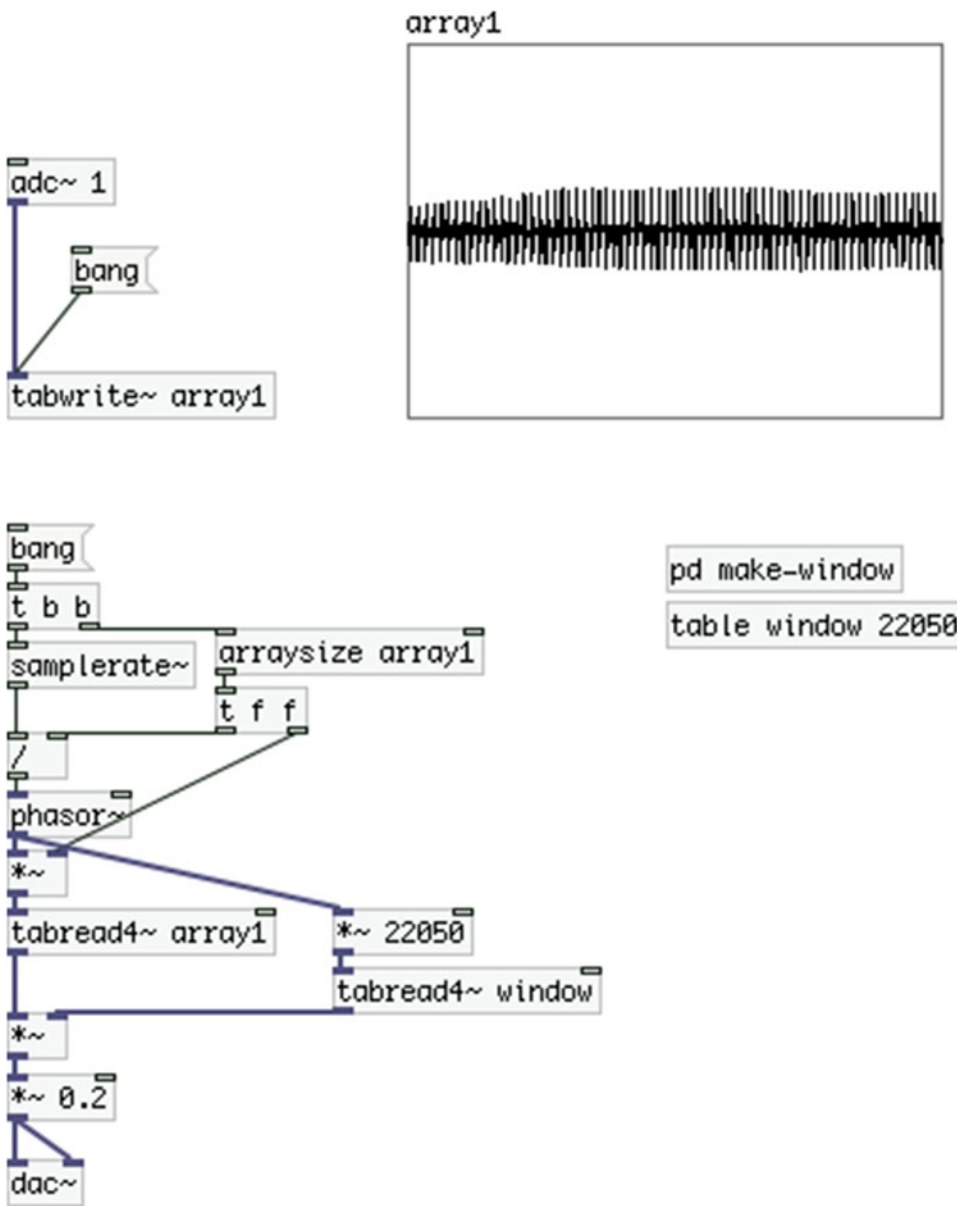 array1
adc~ 1
bang
tabwrite~ array1
bang
t b b
samplerate~
arraysize array1
t f f
/
phasor~
*~
tabread4~ array1
*~ 22050
tabread4~ window
*~
*~ 0.2
dac~
pd make-window
table window 22050